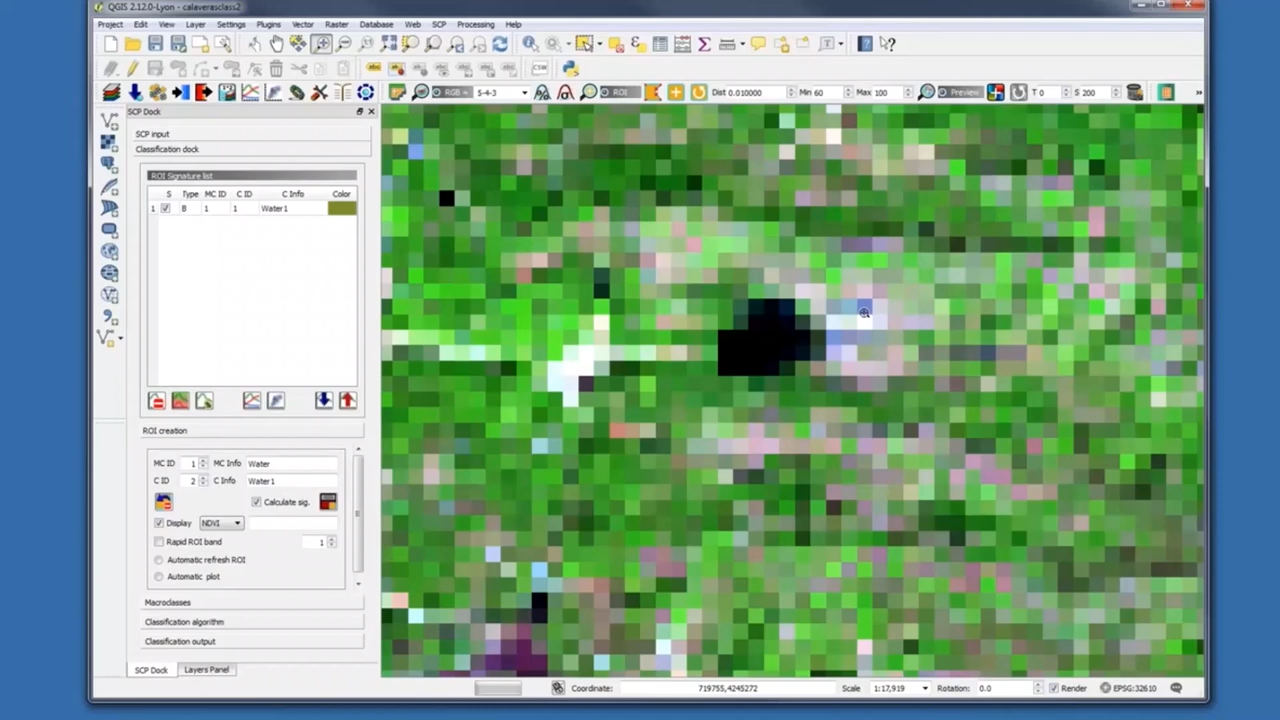 QGIS 2.12.0-Lyon - calaverasclass2
Project Edit View Layer Settings Plugins Vector Raster Database Web SCP Processing Help
CSW
RGB = 5-4-3 ROI Dist 0.010000 Min 60 Max 100 Preview T 0 S 200 »
SCP Dock
SCP input
Classification dock
ROI Signature list
S Type MC ID C ID C Info Color
1 B 1 1 Water1
ROI creation
MC ID 1 MC Info Water
C ID 2 C Info Water1
Calculate sig.
Display NDVI
Rapid ROI band 1
Automatic refresh ROI
Automatic plot
Macroclasses
Classification algorithm
Classification output
SCP Dock Layers Panel
Coordinate: 719755,4245272 Scale 1:17,919 Rotation: 0.0 Render EPSG:32610